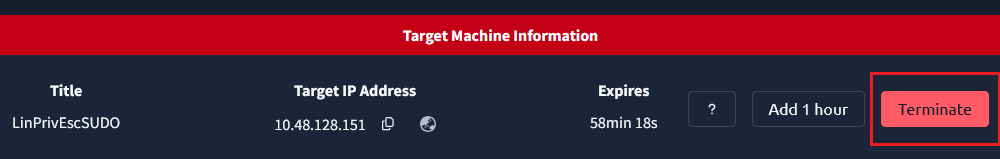 Target Machine Information
Title Target IP Address Expires
LinPrivEscSUDO 10.48.128.151 58min 18s ? Add 1 hour Terminate